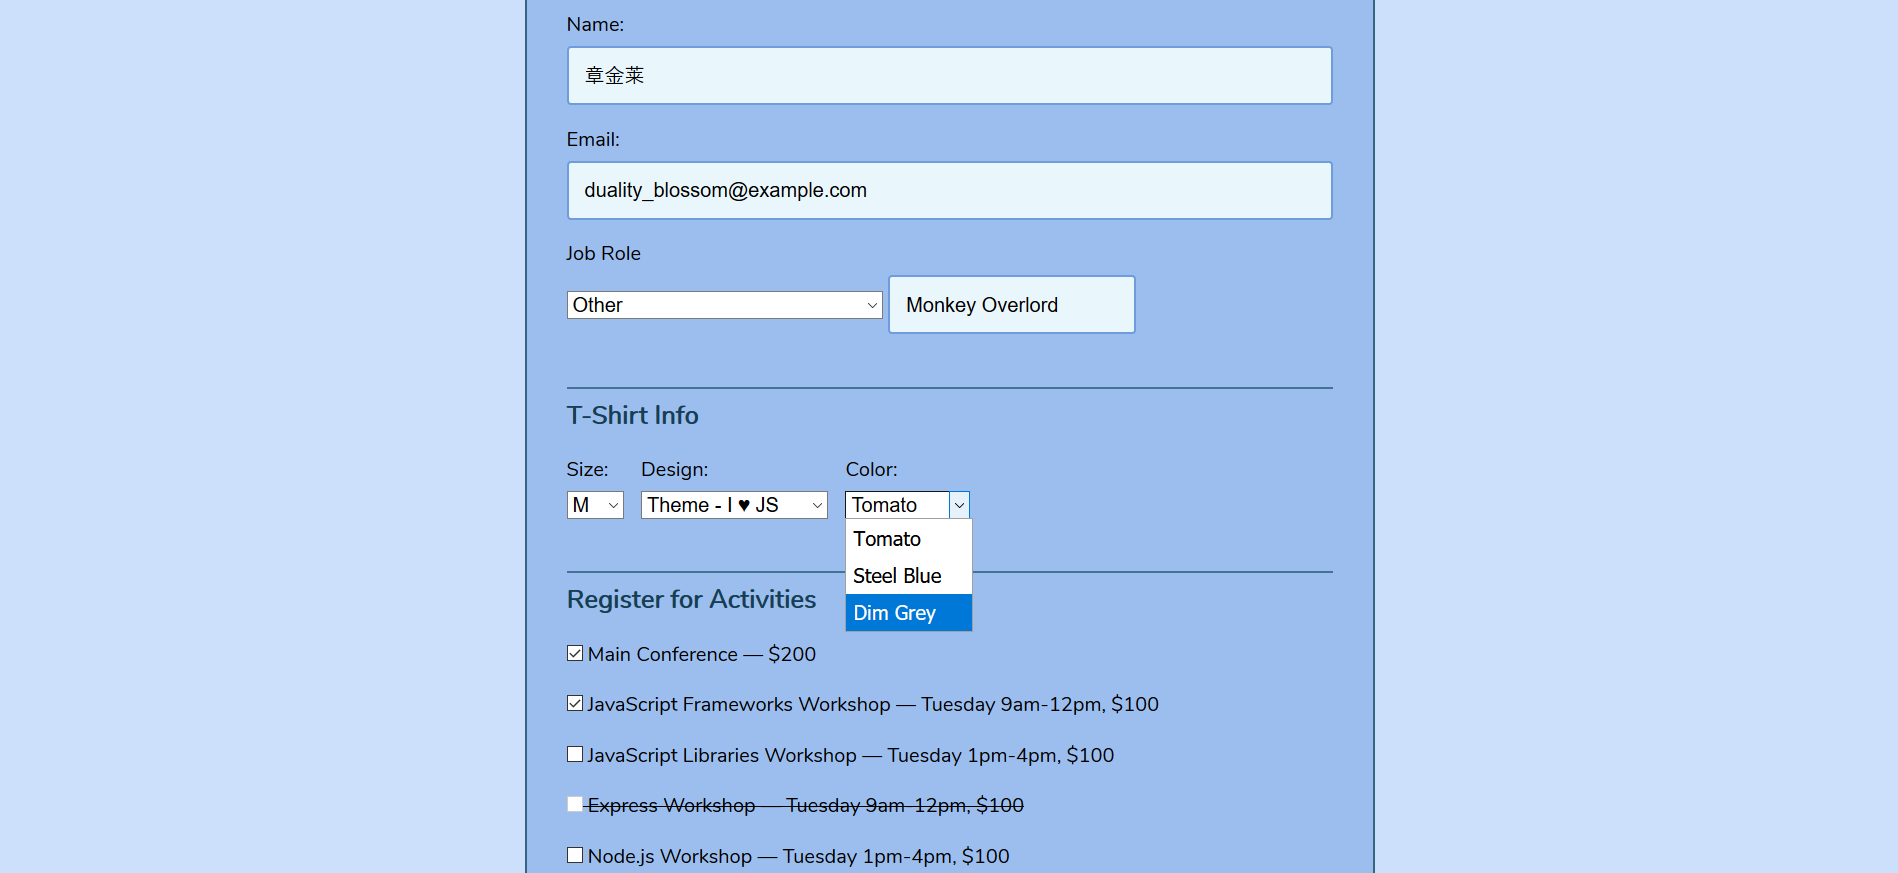 Name:
章金莱
Email:
duality_blossom@example.com
Job Role
Other
Monkey Overlord
T-Shirt Info
Size: Design: Color:
M Theme - I ♥ JS Tomato
Tomato
Steel Blue
Dim Grey
Register for Activities
Main Conference — $200
JavaScript Frameworks Workshop — Tuesday 9am-12pm, $100
JavaScript Libraries Workshop — Tuesday 1pm-4pm, $100
Express Workshop — Tuesday 9am-12pm, $100
Node.js Workshop — Tuesday 1pm-4pm, $100